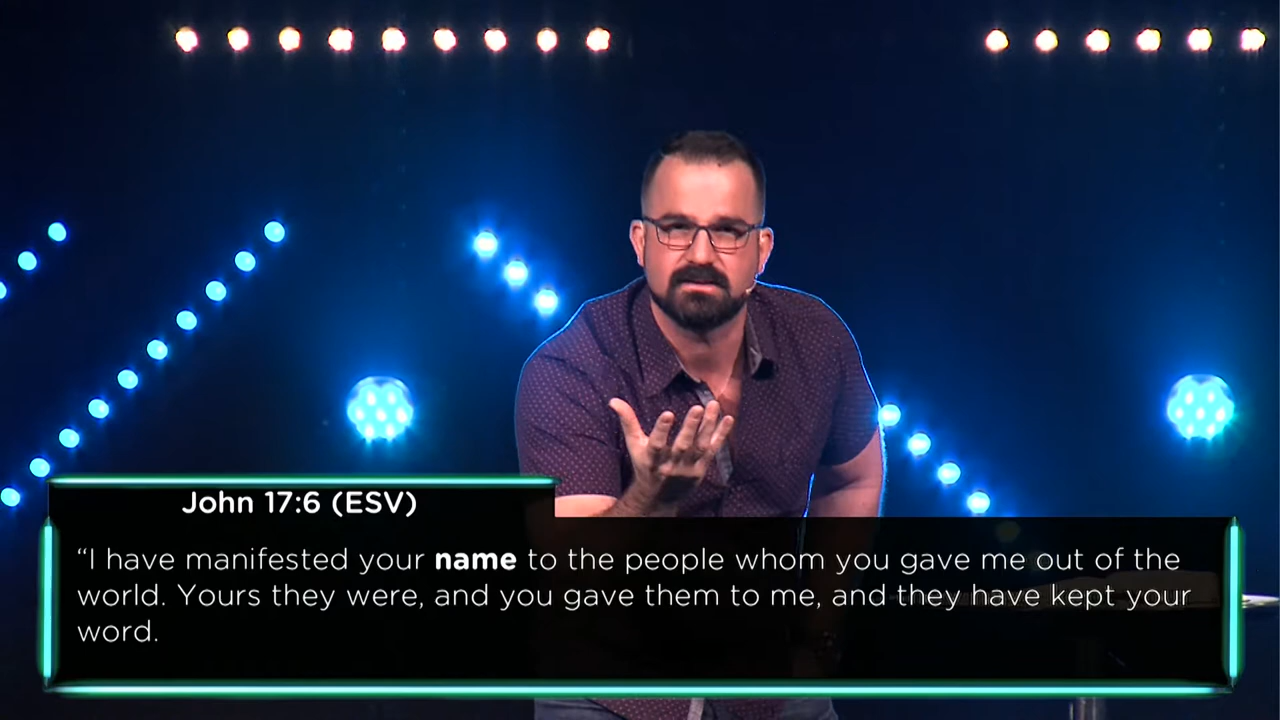 John 17:6 (ESV)
“I have manifested your name to the people whom you gave me out of the
world. Yours they were, and you gave them to me, and they have kept your
word.